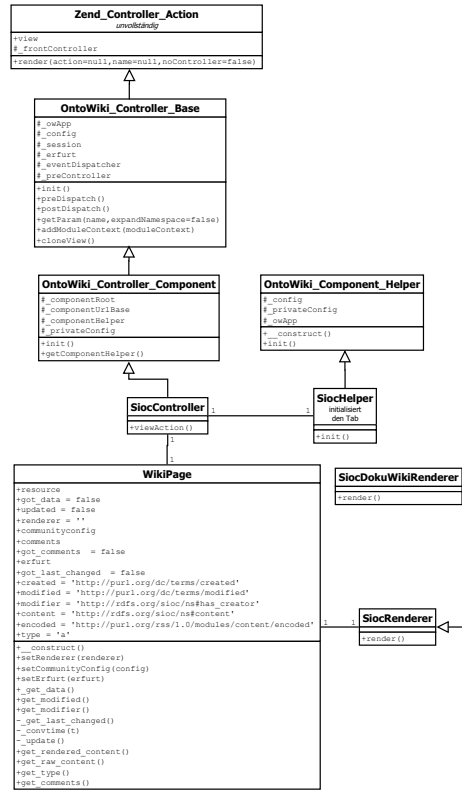 Zend_Controller_Action
unvollständig
+view
#_frontController
+render(action=null,name=null,noController=false)
OntoWiki_Controller_Base
#_owApp
#_config
#_session
#_erfurt
#_eventDispatcher
#_preController
+init()
+preDispatch()
+postDispatch()
+getParam(name,expandNamespace=false)
+addModuleContext(moduleContext)
+cloneView()
OntoWiki_Controller_Component
#_componentRoot
#_componentUrlBase
#_componentHelper
#_privateConfig
+init()
+getComponentHelper()
OntoWiki_Component_Helper
#_config
#_privateConfig
#_owApp
+__construct()
+init()
SiocController
+viewAction()
1
1
SiocHelper
initialisiert
den Tab
+init()
1
1
WikiPage
+resource
+got_data = false
+updated = false
+renderer = ''
+communityconfig
+comments
+got_comments = false
+erfurt
+got_last_changed = false
+created = 'http://purl.org/dc/terms/created'
+modified = 'http://purl.org/dc/terms/modified'
+modifier = 'http://rdfs.org/sioc/ns#has_creator'
+content = 'http://rdfs.org/sioc/ns#content'
+encoded = 'http://purl.org/rss/1.0/modules/content/encoded'
+type = 'a'
+__construct()
+setRenderer(renderer)
+setCommunityConfig(config)
+setErfurt(erfurt)
+_get_data()
+get_modified()
+get_modifier()
-_get_last_changed()
-_convtime(t)
-_update()
+get_rendered_content()
+get_raw_content()
+get_type()
+get_comments()
SiocDokuWikiRenderer
+render()
1
1
SiocRenderer
+render()